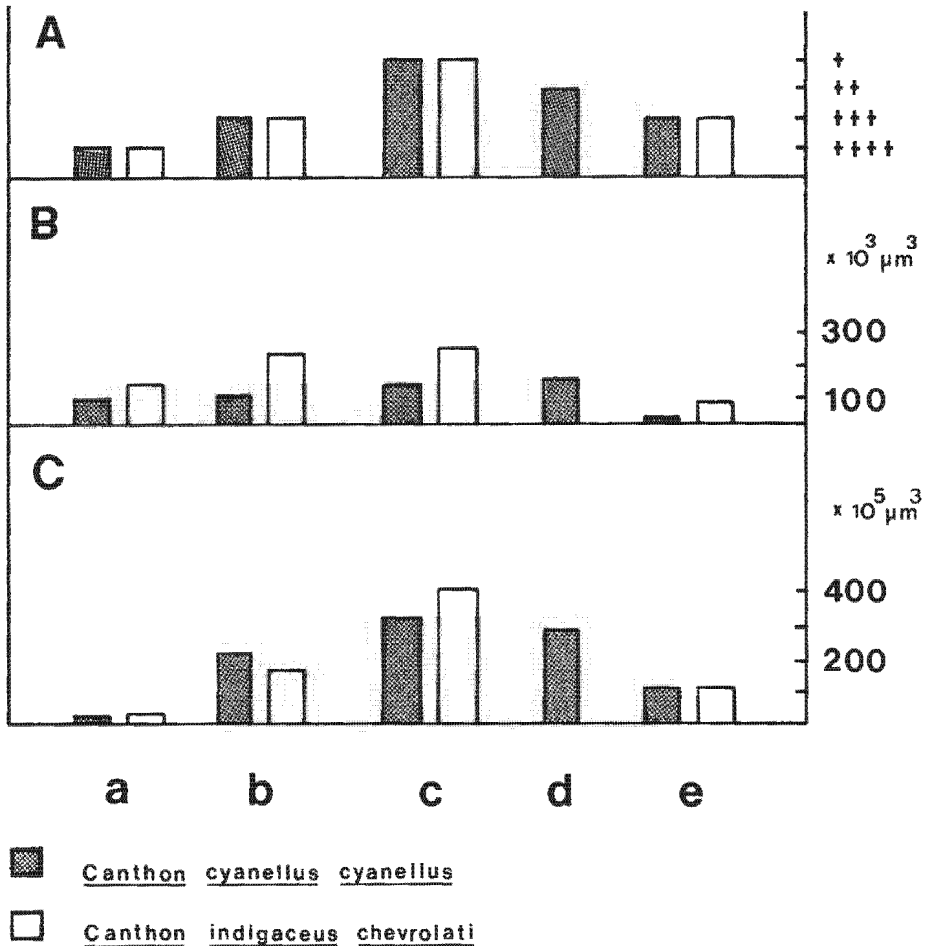 A
+
++
+++
++++
B
x 10³ µm³
300
100
C
x 10⁵ µm³
400
200
a b c d e
Canthon cyanellus cyanellus
Canthon indigaceus chevrolati